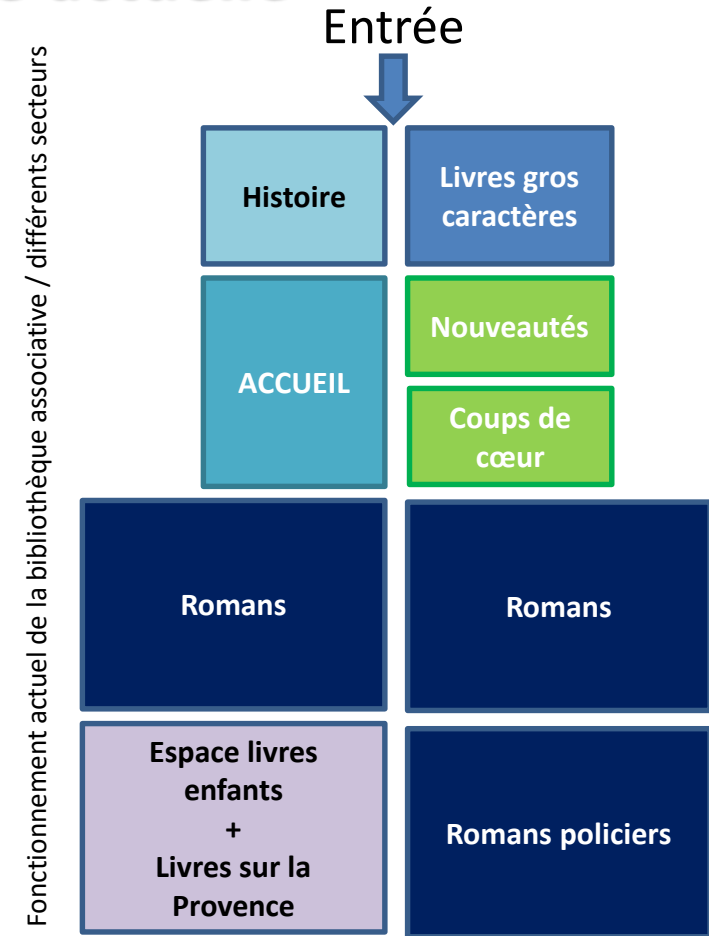 Entrée
Fonctionnement actuel de la bibliothèque associative / différents secteurs
Histoire
Livres gros
caractères
ACCUEIL
Nouveautés
Coups de
cœur
Romans
Romans
Espace livres
enfants
+
Livres sur la
Provence
Romans policiers